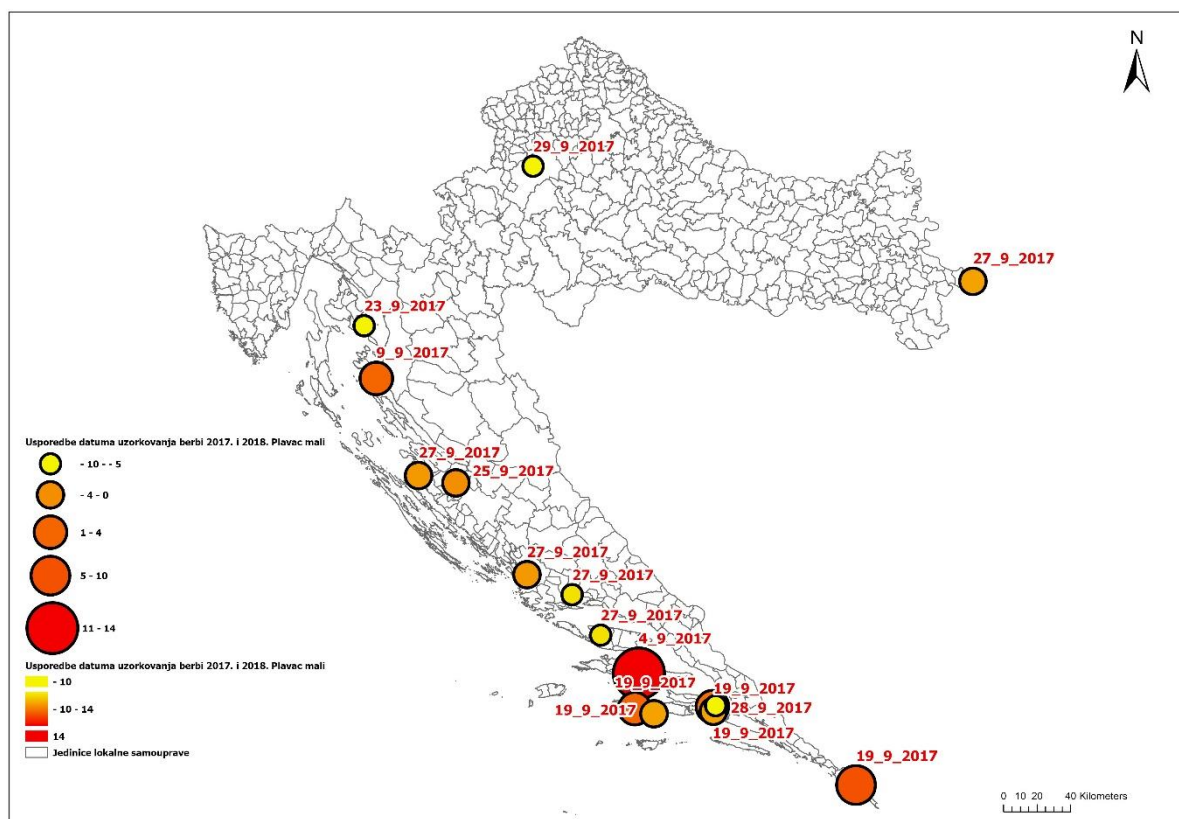 N
29_9_2017
27_9_2017
23_9_2017
9_9_2017
27_9_2017
25_9_2017
27_9_2017
27_9_2017
27_9_2017
4_9_2017
19_9_2017
19_9_2017
19_9_2017
28_9_2017
19_9_2017
19_9_2017
Usporedbe datuma uzorkovanja berbi 2017. i 2018. Plavac mali
- 10 - - 5
- 4 - 0
1 - 4
5 - 10
11 - 14
Usporedbe datuma uzorkovanja berbi 2017. i 2018. Plavac mali
- 10
- 10 - 14
14
Jedinice lokalne samouprave
0 10 20 40 Kilometers